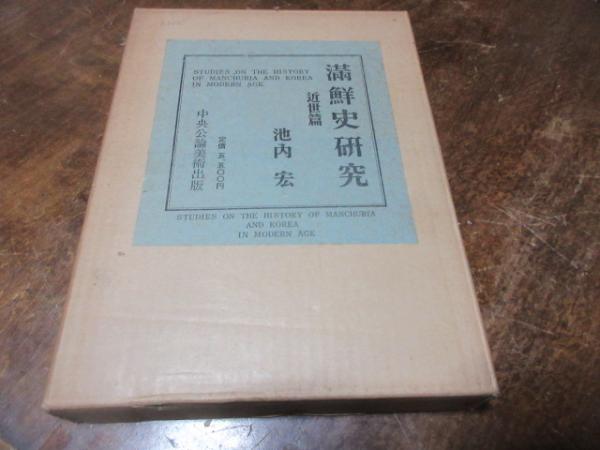 STUDIES ON THE HISTORY
OF MANCHURIA AND KOREA
IN MODERN AGE
滿鮮史研究
近世篇
池内 宏
定価 五、五〇〇円
中央公論美術出版
STUDIES ON THE HISTORY OF MANCHURIA
AND KOREA
IN MODERN AGE